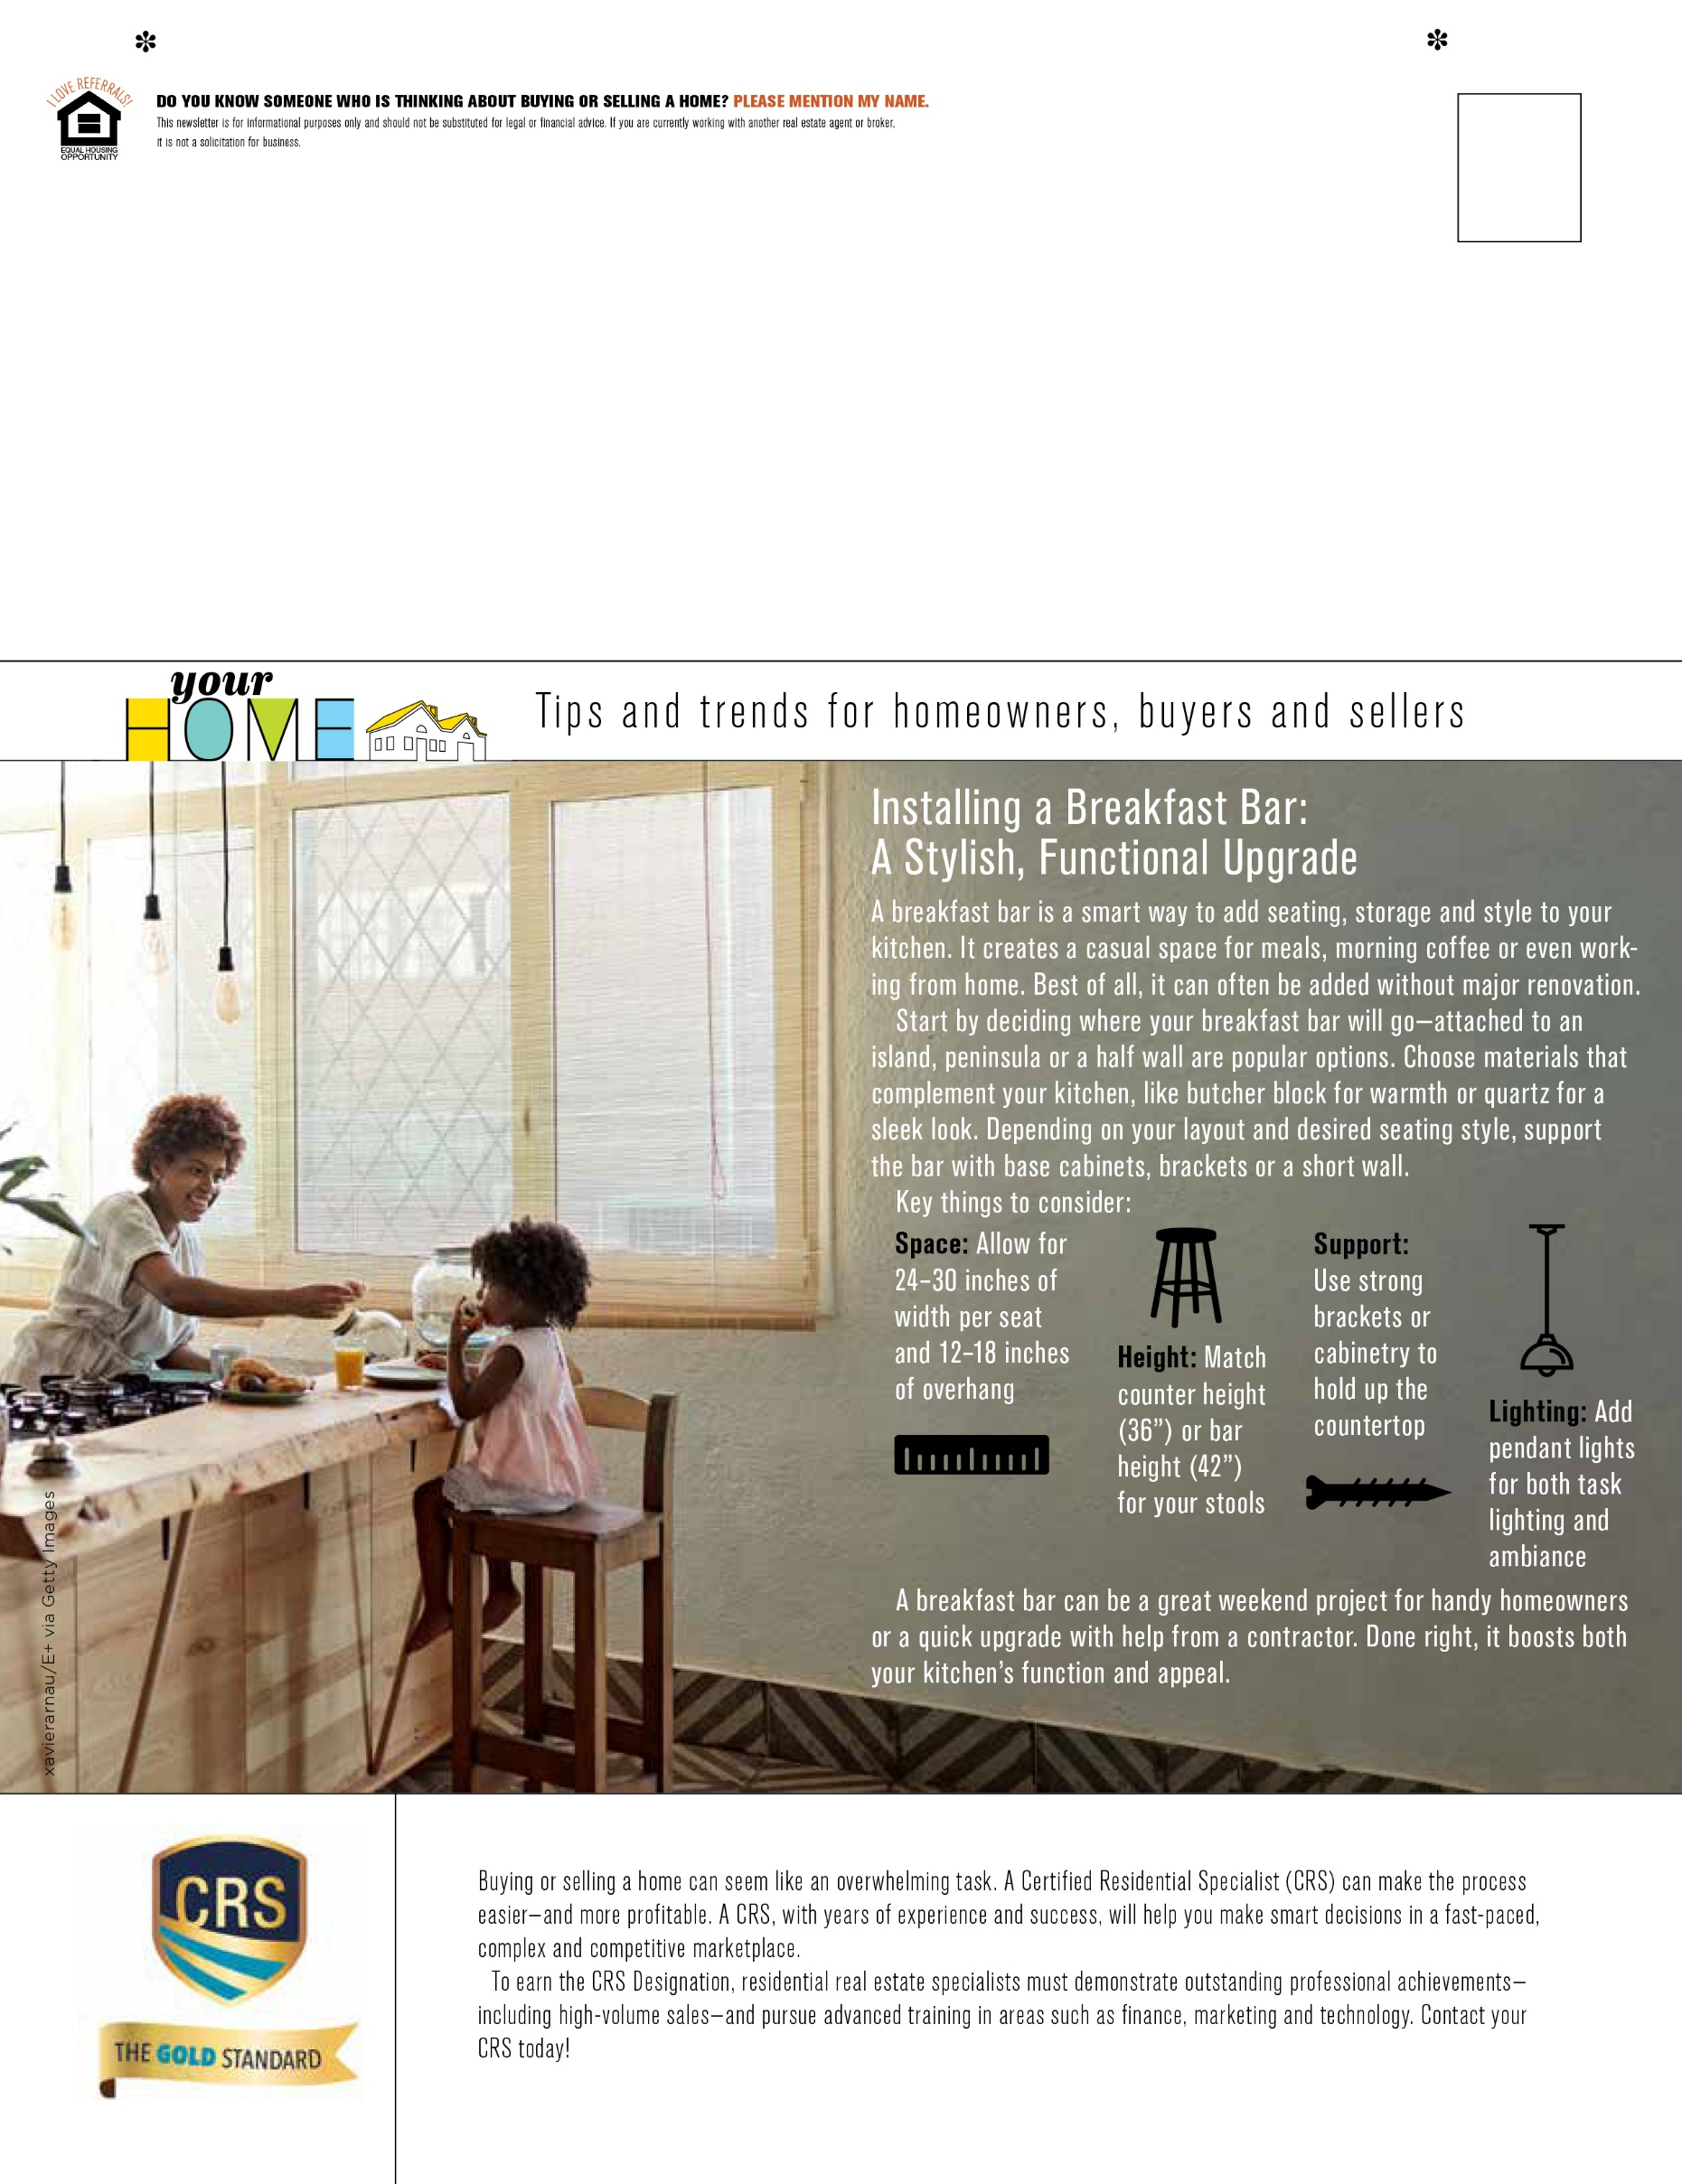 *
*
I LOVE REFERRALS!
EQUAL HOUSING
OPPORTUNITY
DO YOU KNOW SOMEONE WHO IS THINKING ABOUT BUYING OR SELLING A HOME? PLEASE MENTION MY NAME.
This newsletter is for informational purposes only and should not be substituted for legal or financial advice. If you are currently working with another real estate agent or broker,
it is not a solicitation for business.
your
HOME
Tips and trends for homeowners, buyers and sellers
Installing a Breakfast Bar:
A Stylish, Functional Upgrade
A breakfast bar is a smart way to add seating, storage and style to your
kitchen. It creates a casual space for meals, morning coffee or even work-
ing from home. Best of all, it can often be added without major renovation.
Start by deciding where your breakfast bar will go—attached to an
island, peninsula or a half wall are popular options. Choose materials that
complement your kitchen, like butcher block for warmth or quartz for a
sleek look. Depending on your layout and desired seating style, support
the bar with base cabinets, brackets or a short wall.
Key things to consider:
Space: Allow for
24–30 inches of
width per seat
and 12–18 inches
of overhang
Height: Match
counter height
(36”) or bar
height (42”)
for your stools
Support:
Use strong
brackets or
cabinetry to
hold up the
countertop
Lighting: Add
pendant lights
for both task
lighting and
ambiance
A breakfast bar can be a great weekend project for handy homeowners
or a quick upgrade with help from a contractor. Done right, it boosts both
your kitchen’s function and appeal.
xavierarnau/E+ via Getty Images
CRS
THE GOLD STANDARD
Buying or selling a home can seem like an overwhelming task. A Certified Residential Specialist (CRS) can make the process
easier—and more profitable. A CRS, with years of experience and success, will help you make smart decisions in a fast-paced,
complex and competitive marketplace.
To earn the CRS Designation, residential real estate specialists must demonstrate outstanding professional achievements—
including high-volume sales—and pursue advanced training in areas such as finance, marketing and technology. Contact your
CRS today!